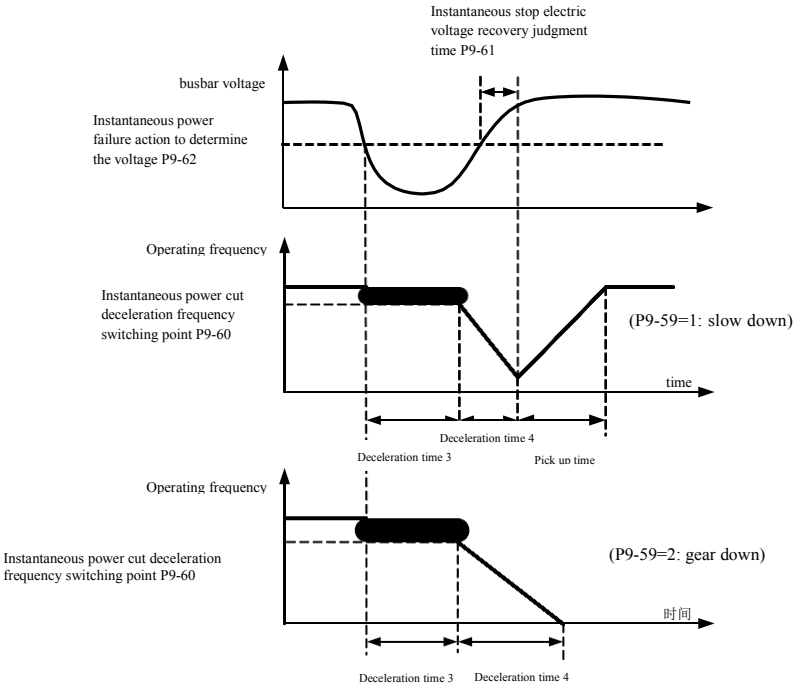 Instantaneous stop electric
voltage recovery judgment
time P9-61
busbar voltage
Instantaneous power
failure action to determine
the voltage P9-62
Operating frequency
Instantaneous power cut
deceleration frequency
switching point P9-60
(P9-59=1: slow down)
time
Deceleration time 4
Deceleration time 3
Pick up time
Operating frequency
Instantaneous power cut deceleration
frequency switching point P9-60
(P9-59=2: gear down)
时间
Deceleration time 3
Deceleration time 4